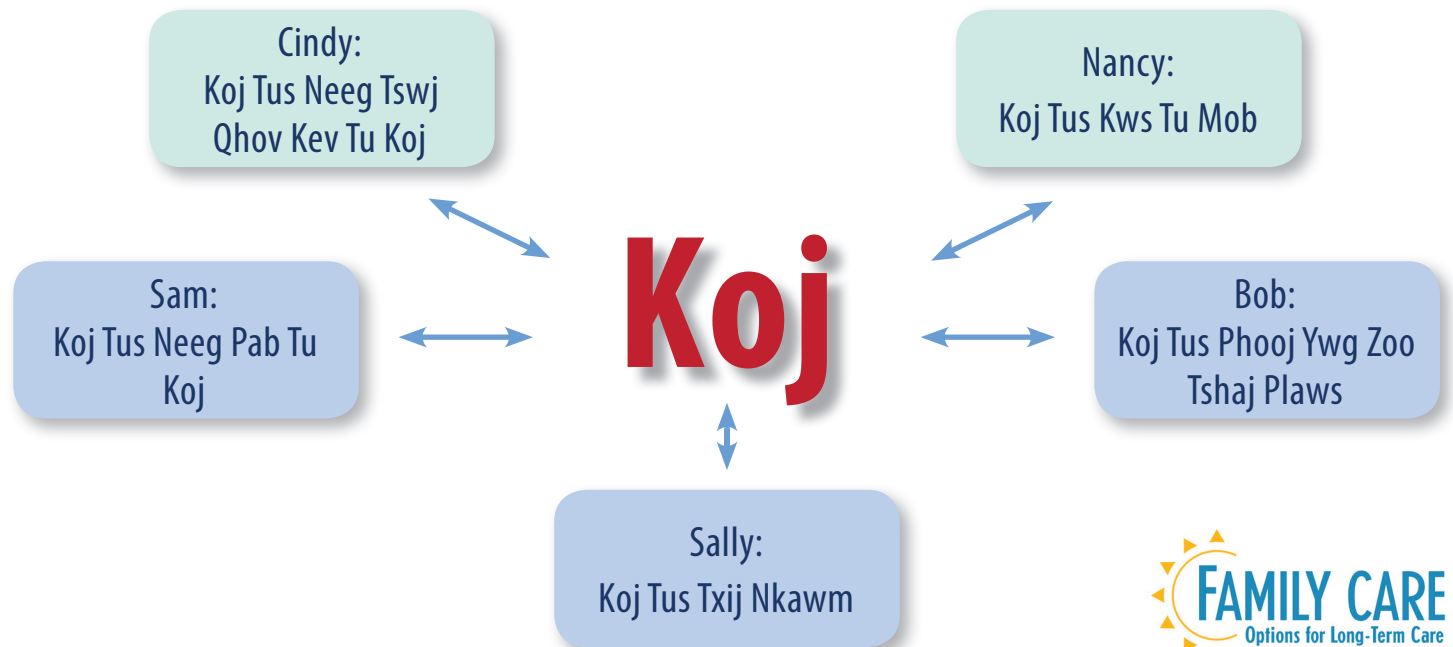 Cindy:
Koj Tus Neeg Tswj
Qhov Kev Tu Koj
Nancy:
Koj Tus Kws Tu Mob
Koj
Sam:
Koj Tus Neeg Pab Tu
Koj
Bob:
Koj Tus Phooj Ywg Zoo
Tshaj Plaws
Sally:
Koj Tus Txij Nkawm
FAMILY CARE
Options for Long-Term Care